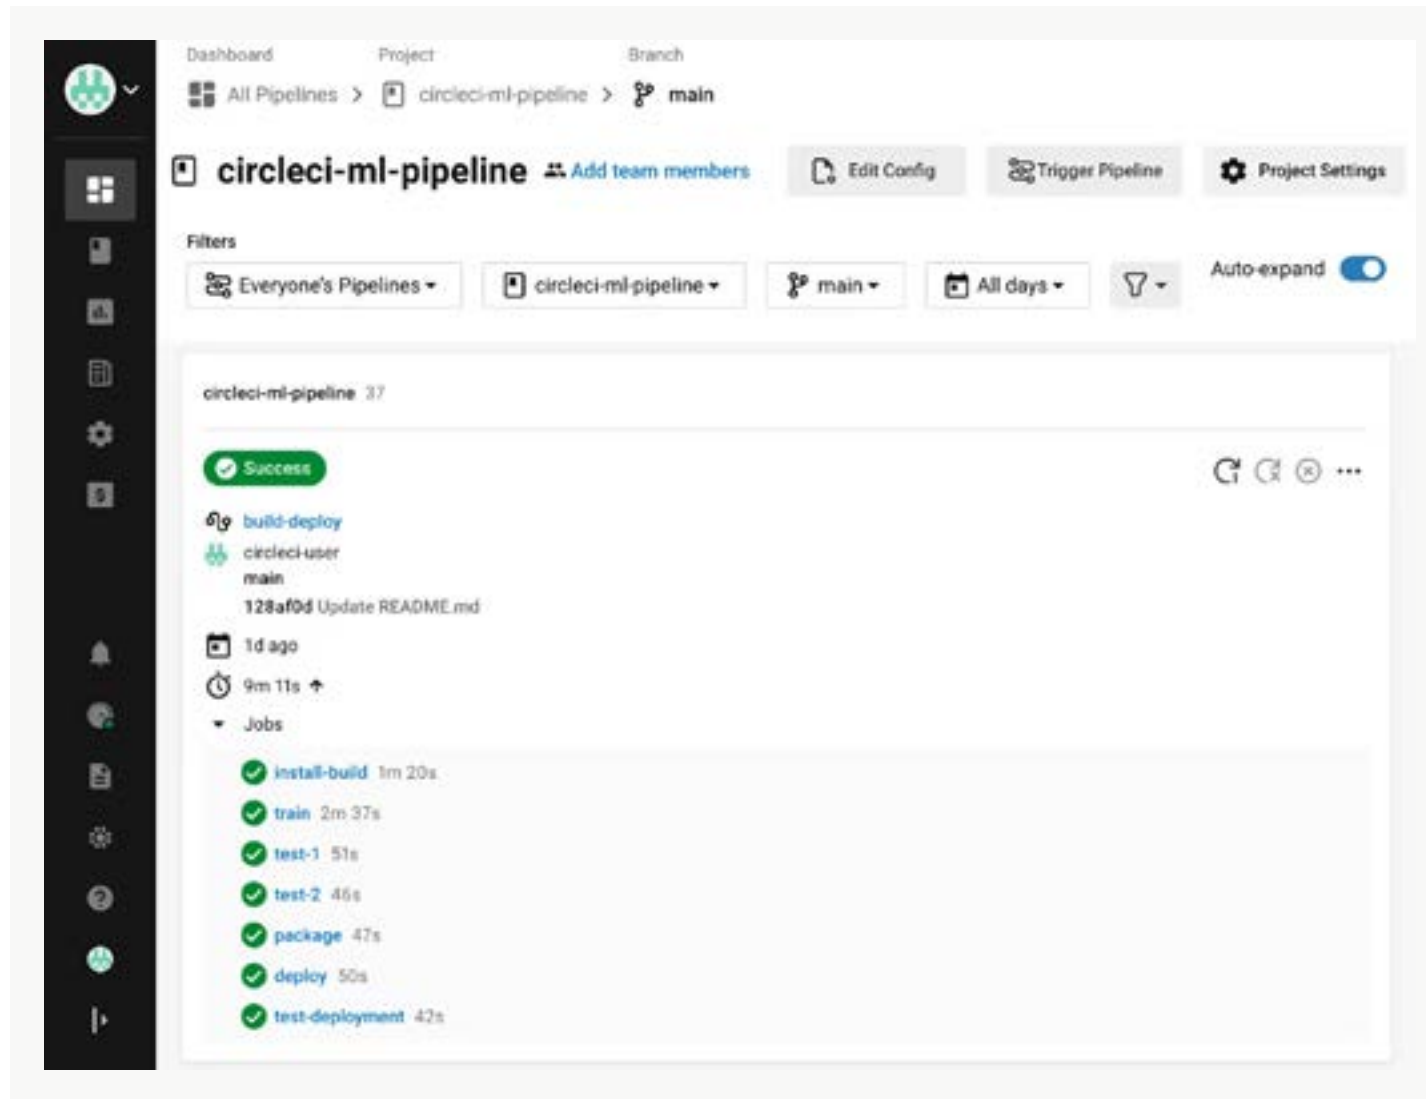 Dashboard Project Branch
All Pipelines > circleci-ml-pipeline > main
circleci-ml-pipeline Add team members Edit Config Trigger Pipeline Project Settings
Filters
Everyone's Pipelines circleci-ml-pipeline main All days Auto-expand
circleci-ml-pipeline 37
Success
build-deploy
circleci-user
main
128af0d Update README.md
1d ago
9m 11s
Jobs
install-build 1m 20s
train 2m 37s
test-1 51s
test-2 46s
package 47s
deploy 50s
test-deployment 42s